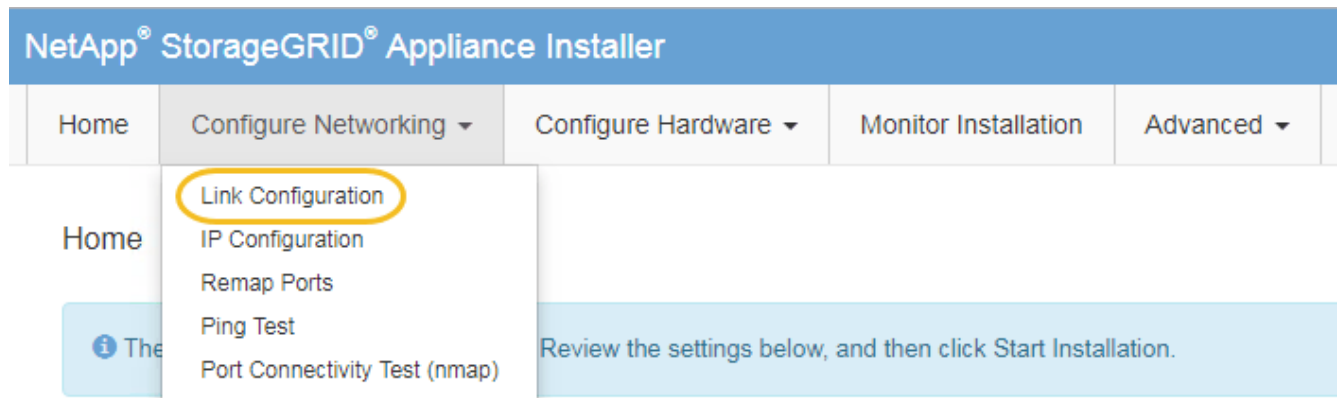 NetApp® StorageGRID® Appliance Installer
Home Configure Networking Configure Hardware Monitor Installation Advanced
Link Configuration
Home IP Configuration
Remap Ports
Ping Test
The Review the settings below, and then click Start Installation.
Port Connectivity Test (nmap)